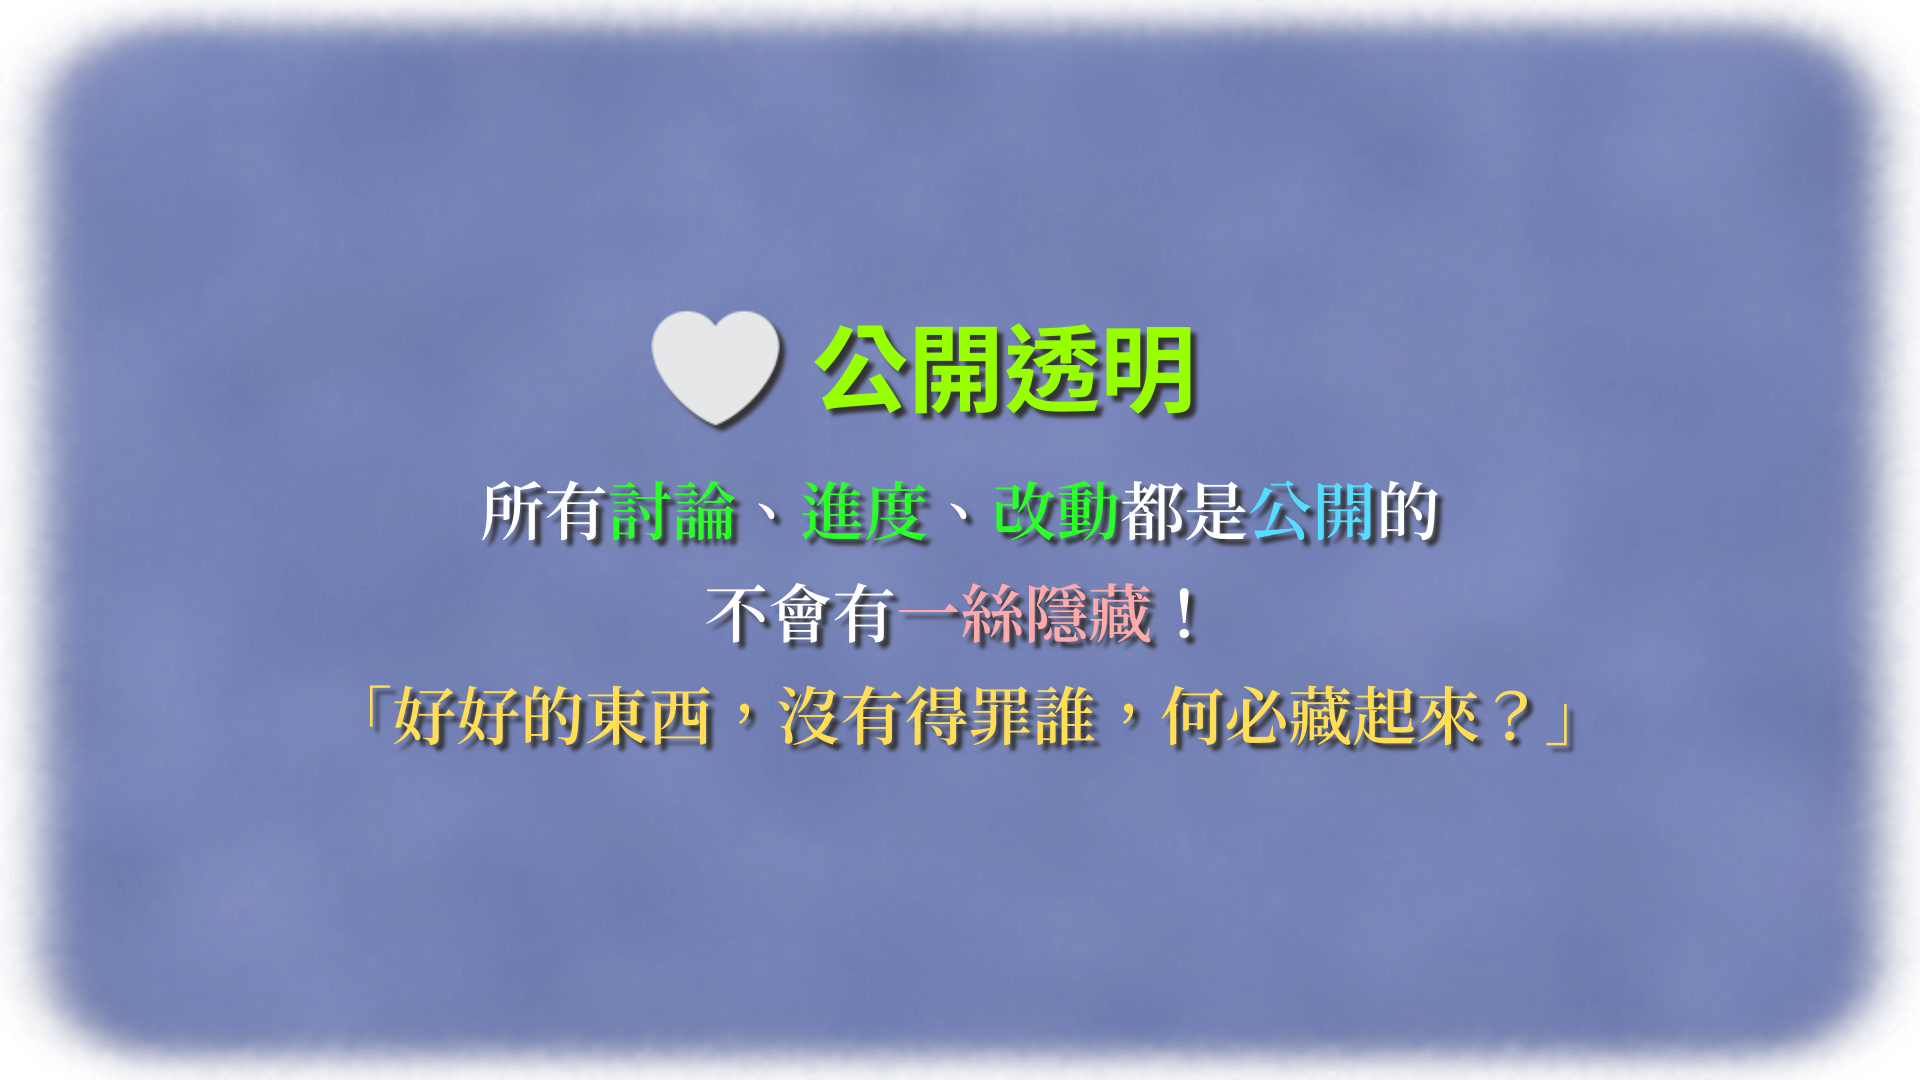 🤍 公開透明
所有討論、進度、改動都是公開的
不會有一絲隱藏！
「好好的東西，沒有得罪誰，何必藏起來？」